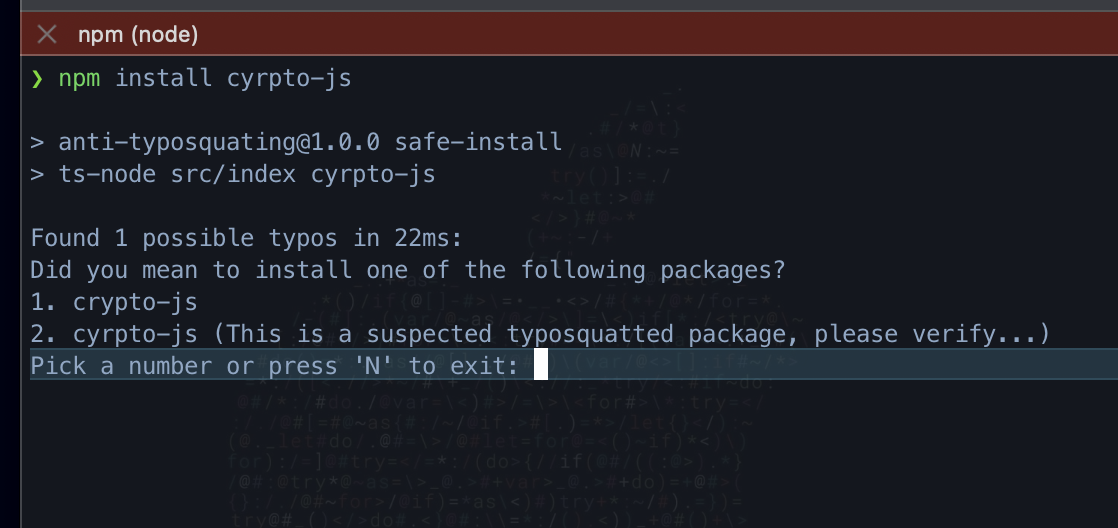 npm (node)
❯ npm install cyrpto-js
> anti-typosquating@1.0.0 safe-install
> ts-node src/index cyrpto-js
Found 1 possible typos in 22ms:
Did you mean to install one of the following packages?
1. crypto-js
2. cyrpto-js (This is a suspected typosquatted package, please verify...)
Pick a number or press 'N' to exit: